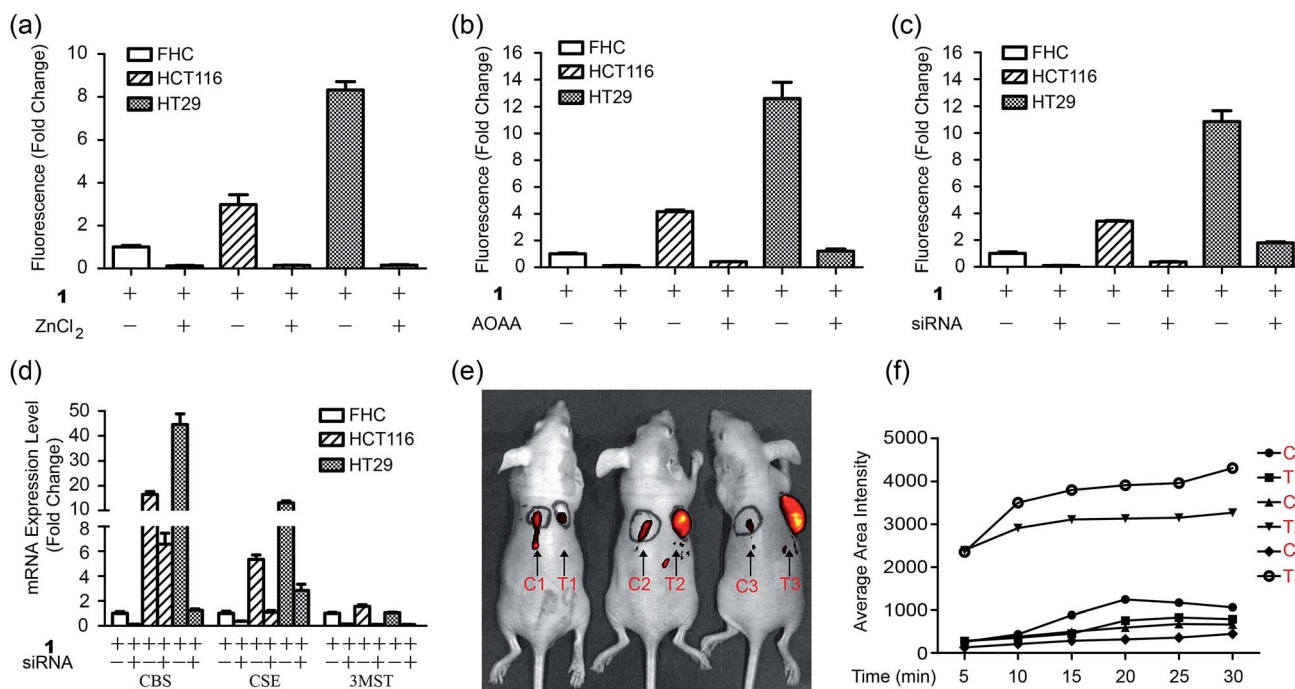 (a)
Fluorescence (Fold Change)
10
8
6
4
2
0
FHC
HCT116
HT29
1 + + + + + +
ZnCl2 − + − + − +
(b)
Fluorescence (Fold Change)
16
14
12
10
8
6
4
2
0
FHC
HCT116
HT29
1 + + + + + +
AOAA − + − + − +
(c)
Fluorescence (Fold Change)
16
14
12
10
8
6
4
2
0
FHC
HCT116
HT29
1 + + + + + +
siRNA − + − + − +
(d)
mRNA Expression Level
(Fold Change)
50
40
30
20
10
8
6
4
2
0
FHC
HCT116
HT29
1 ++++++ ++++++ ++++++
siRNA −+−+−+ −+−+−+ −+−+−+
CBS CSE 3MST
(e)
C1 T1 C2 T2 C3 T3
(f)
Average Area Intensity
5000
4000
3000
2000
1000
0
Time (min) 5 10 15 20 25 30
C
T
C
T
C
T